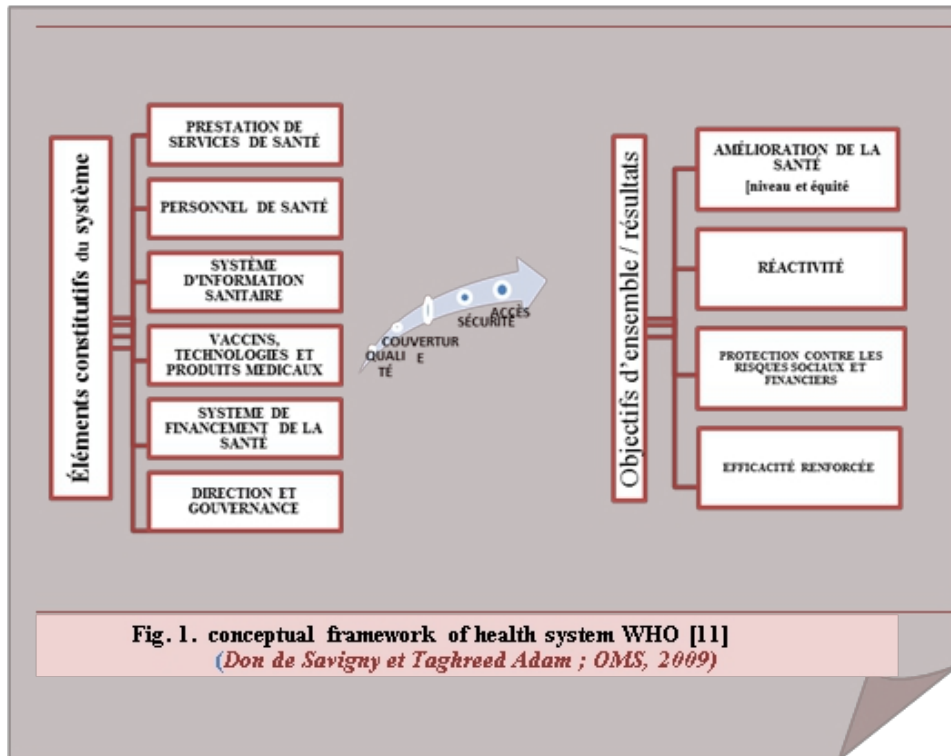 Éléments constitutifs du système
PRESTATION DE
SERVICES DE SANTÉ
PERSONNEL DE SANTÉ
SYSTÈME
D'INFORMATION
SANITAIRE
VACCINS,
TECHNOLOGIES ET
PRODUITS MEDICAUX
SYSTEME DE
FINANCEMENT DE LA
SANTÉ
DIRECTION ET
GOUVERNANCE
QUALI
TÉ
COUVERTUR
E
SÉCURITÉ
ACCÈS
Objectifs d'ensemble / résultats
AMÉLIORATION DE LA
SANTÉ
[niveau et équité
RÉACTIVITÉ
PROTECTION CONTRE LES
RISQUES SOCIAUX ET
FINANCIERS
EFFICACITÉ RENFORCÉE
Fig. 1. conceptual framework of health system WHO [11]
(Don de Savigny et Taghreed Adam ; OMS, 2009)